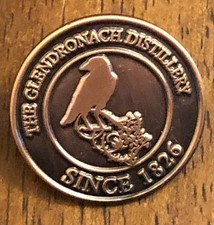 THE GLENDRONACH DISTILLERY
SINCE 1826